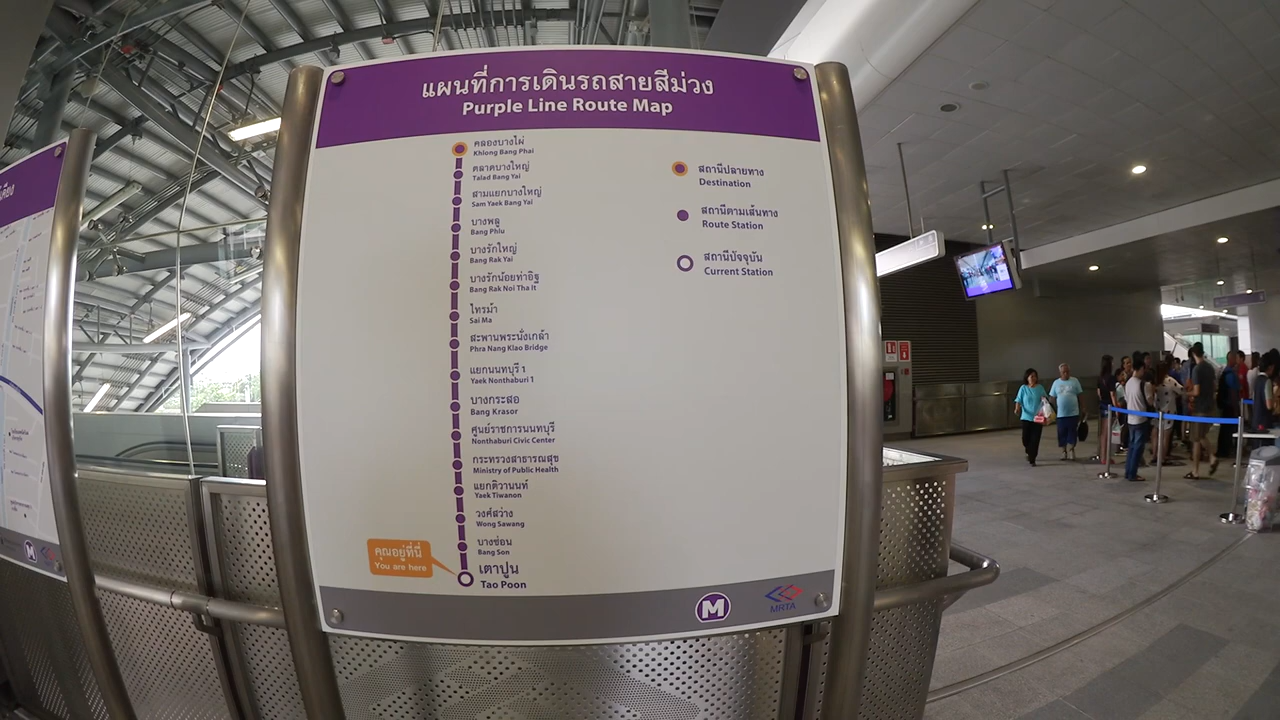 แผนที่การเดินรถสายสีม่วง
Purple Line Route Map
คลองบางไผ่
Khlong Bang Phai
ตลาดบางใหญ่
Talad Bang Yai
สามแยกบางใหญ่
Sam Yaek Bang Yai
บางพลู
Bang Phlu
บางรักใหญ่
Bang Rak Yai
บางรักน้อยท่าอิฐ
Bang Rak Noi Tha It
ไทรม้า
Sai Ma
สะพานพระนั่งเกล้า
Phra Nang Klao Bridge
แยกนนทบุรี 1
Yaek Nonthaburi 1
บางกระสอ
Bang Krasor
ศูนย์ราชการนนทบุรี
Nonthaburi Civic Center
กระทรวงสาธารณสุข
Ministry of Public Health
แยกติวานนท์
Yaek Tiwanon
วงศ์สว่าง
Wong Sawang
บางซ่อน
Bang Son
เตาปูน
Tao Poon
คุณอยู่ที่นี่
You are here
สถานีปลายทาง
Destination
สถานีตามเส้นทาง
Route Station
สถานีปัจจุบัน
Current Station
M
MRTA